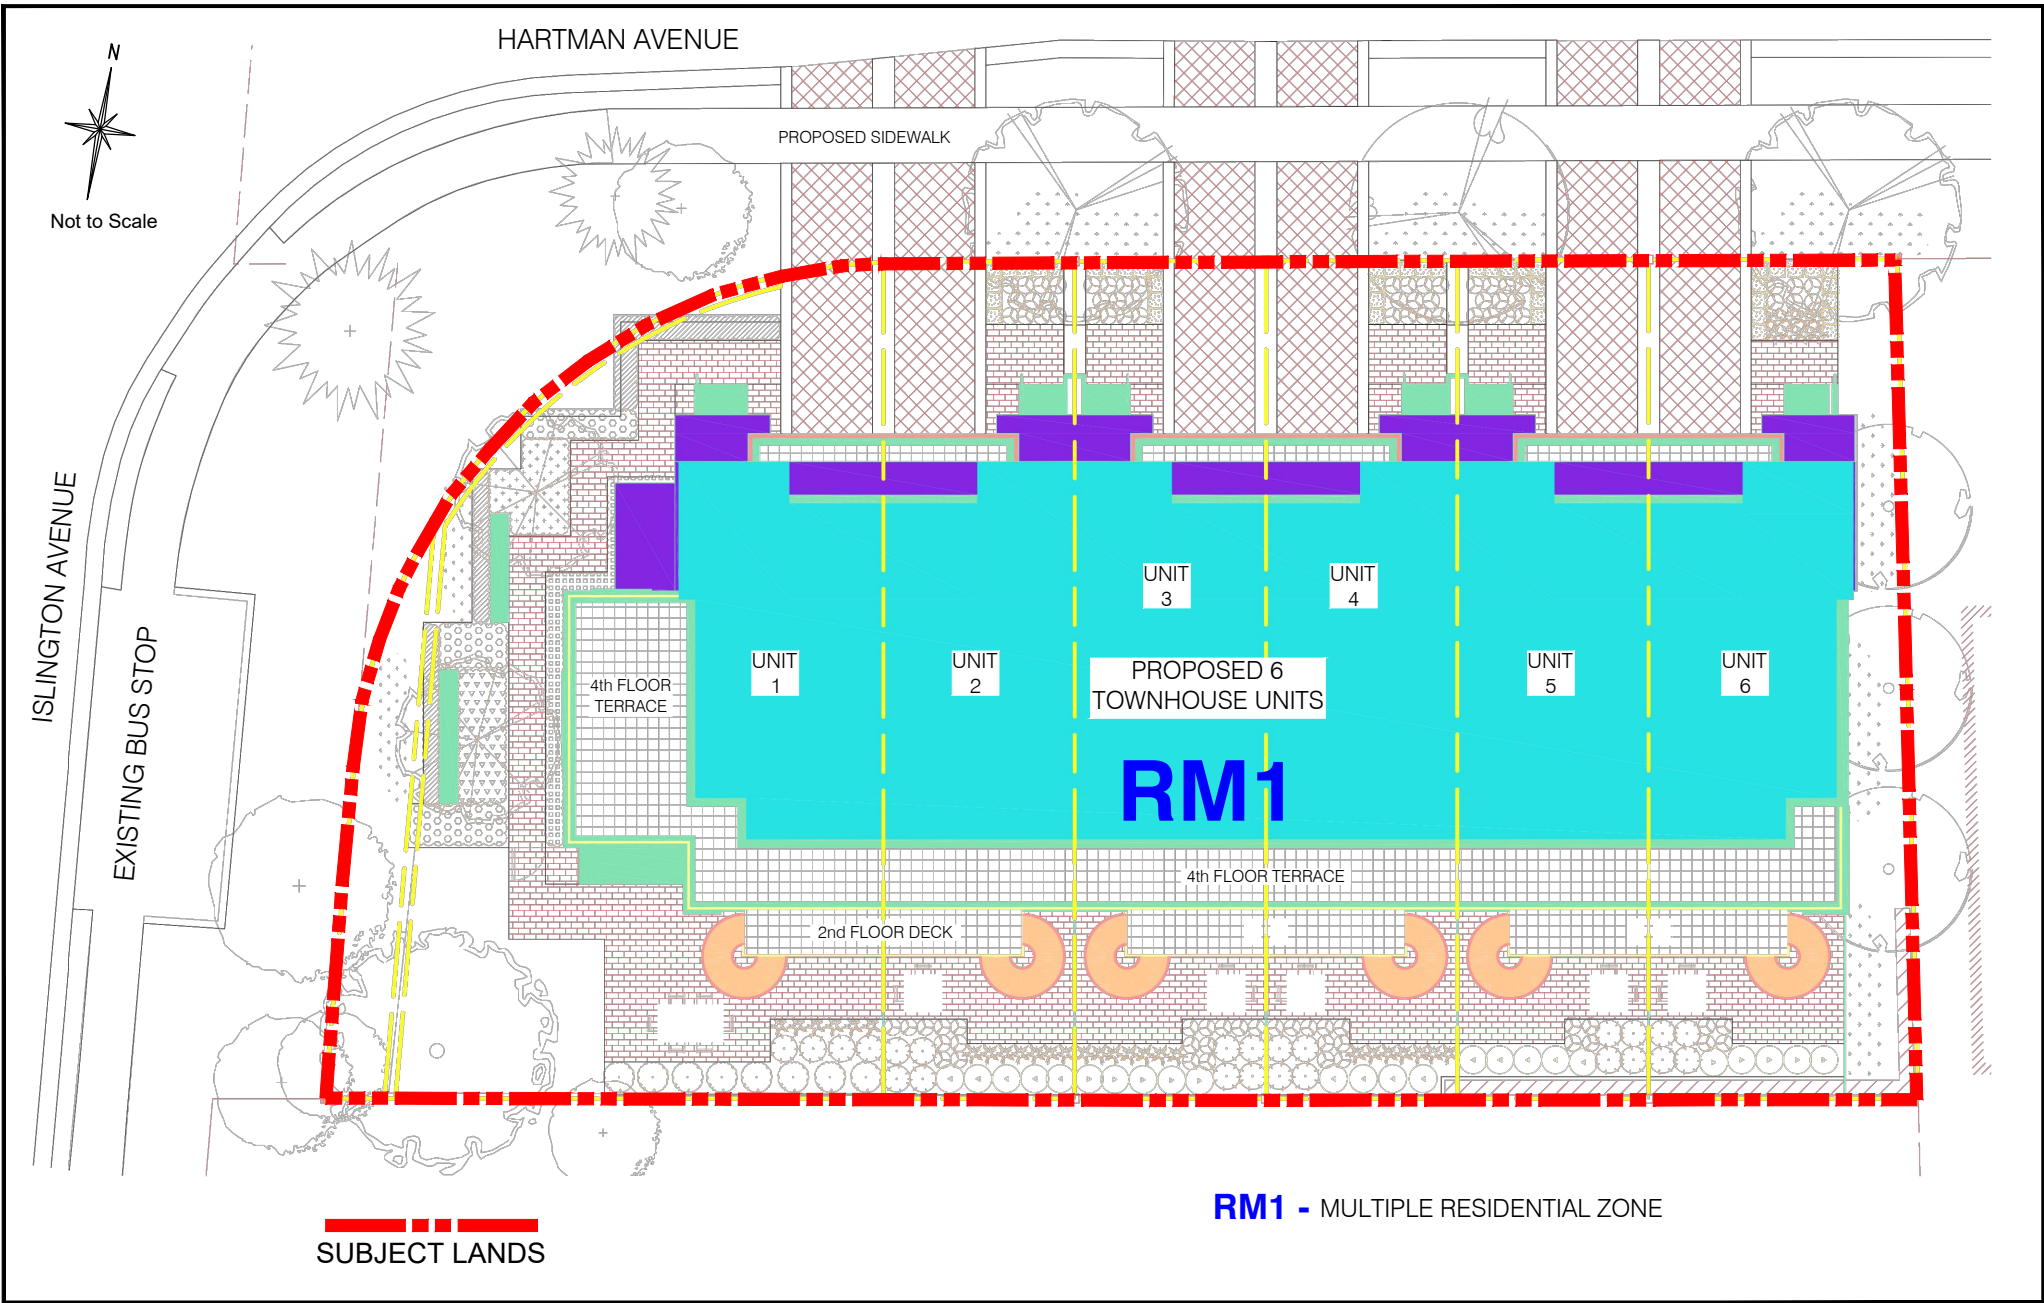 HARTMAN AVENUE
N
Not to Scale
PROPOSED SIDEWALK
ISLINGTON AVENUE
EXISTING BUS STOP
UNIT
3
UNIT
4
UNIT
1
UNIT
2
PROPOSED 6
TOWNHOUSE UNITS
UNIT
5
UNIT
6
4th FLOOR
TERRACE
RM1
4th FLOOR TERRACE
2nd FLOOR DECK
RM1 - MULTIPLE RESIDENTIAL ZONE
SUBJECT LANDS